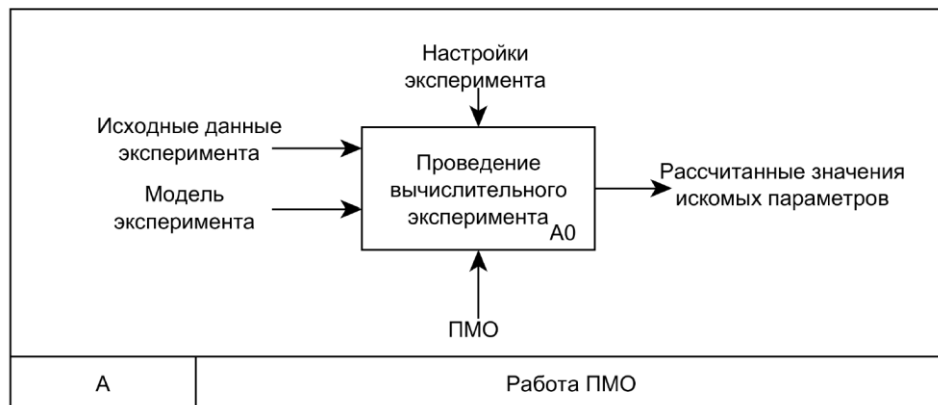 Настройки
эксперимента
Исходные данные
эксперимента
Модель
эксперимента
Проведение
вычислительного
эксперимента
A0
Рассчитанные значения
искомых параметров
ПМО
A
Работа ПМО